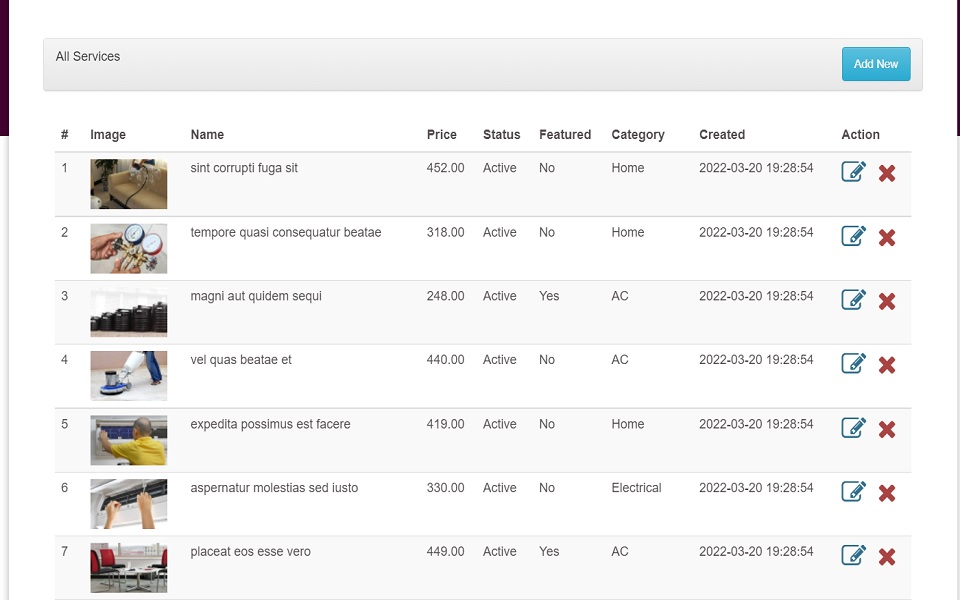 All Services
Add New
# Image Name Price Status Featured Category Created Action
1 sint corrupti fuga sit 452.00 Active No Home 2022-03-20 19:28:54
2 tempore quasi consequatur beatae 318.00 Active No Home 2022-03-20 19:28:54
3 magni aut quidem sequi 248.00 Active Yes AC 2022-03-20 19:28:54
4 vel quas beatae et 440.00 Active No AC 2022-03-20 19:28:54
5 expedita possimus est facere 419.00 Active No Home 2022-03-20 19:28:54
6 aspernatur molestias sed iusto 330.00 Active No Electrical 2022-03-20 19:28:54
7 placeat eos esse vero 449.00 Active Yes AC 2022-03-20 19:28:54